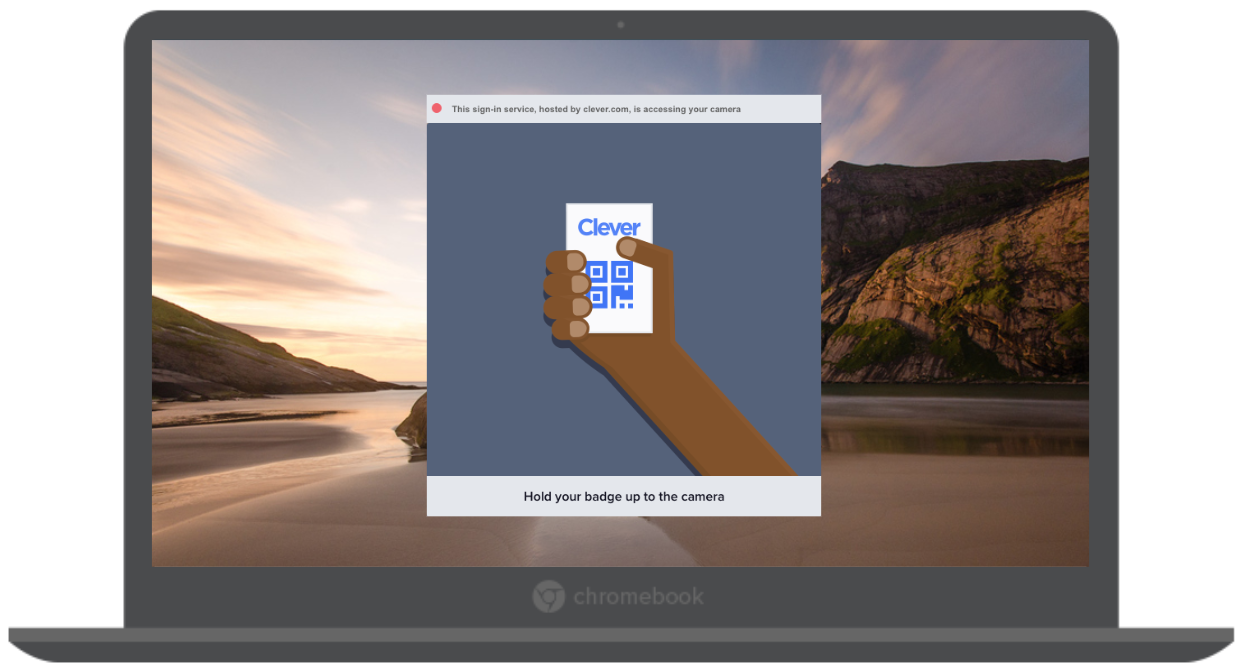 This sign-in service, hosted by clever.com, is accessing your camera
Clever
Hold your badge up to the camera
chromebook